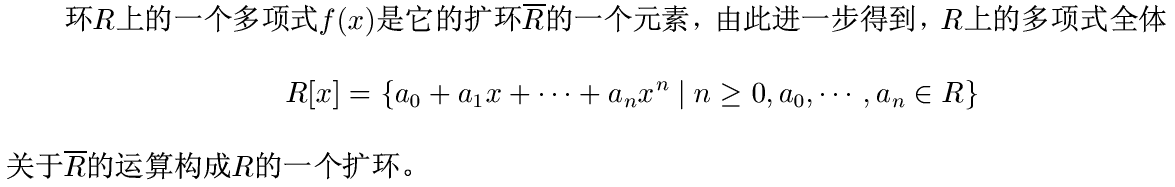 环R上的一个多项式f(x)是它的扩环R̅的一个元素，由此进一步得到，R上的多项式全体
R[x] = {a₀ + a₁x + ··· + aₙxⁿ | n ≥ 0, a₀, ··· , aₙ ∈ R}
关于R̅的运算构成R的一个扩环。